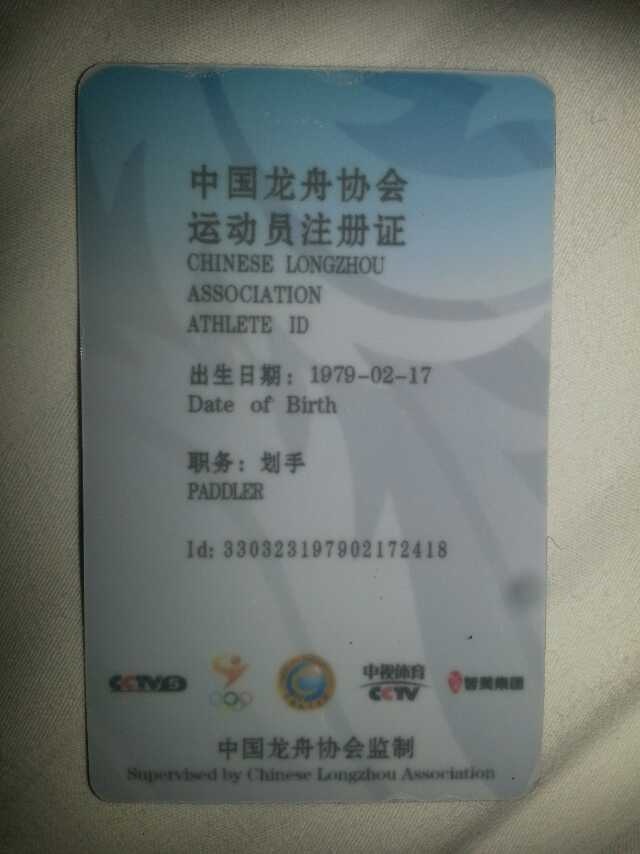 中国龙舟协会
运动员注册证
CHINESE LONGZHOU
ASSOCIATION
ATHLETE ID
出生日期：1979-02-17
Date of Birth
职务：划手
PADDLER
Id: 330323197902172418
CCTV5
中视体育
CCTV
智美集团
中国龙舟协会监制
Supervised by Chinese Longzhou Association